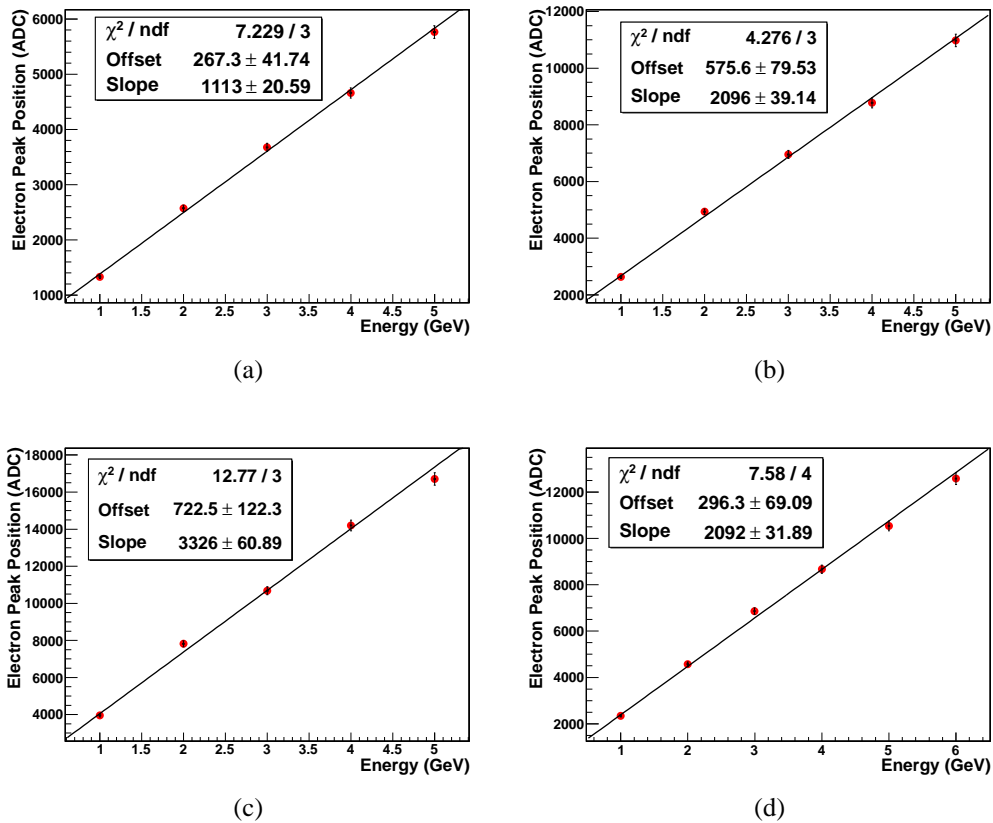 Electron Peak Position (ADC)
6000
5000
4000
3000
2000
1000
χ² / ndf 7.229 / 3
Offset 267.3 ± 41.74
Slope 1113 ± 20.59
1 1.5 2 2.5 3 3.5 4 4.5 5
Energy (GeV)
(a)
Electron Peak Position (ADC)
12000
10000
8000
6000
4000
2000
χ² / ndf 4.276 / 3
Offset 575.6 ± 79.53
Slope 2096 ± 39.14
1 1.5 2 2.5 3 3.5 4 4.5 5
Energy (GeV)
(b)
Electron Peak Position (ADC)
18000
16000
14000
12000
10000
8000
6000
4000
χ² / ndf 12.77 / 3
Offset 722.5 ± 122.3
Slope 3326 ± 60.89
1 1.5 2 2.5 3 3.5 4 4.5 5
Energy (GeV)
(c)
Electron Peak Position (ADC)
12000
10000
8000
6000
4000
2000
χ² / ndf 7.58 / 4
Offset 296.3 ± 69.09
Slope 2092 ± 31.89
1 2 3 4 5 6
Energy (GeV)
(d)